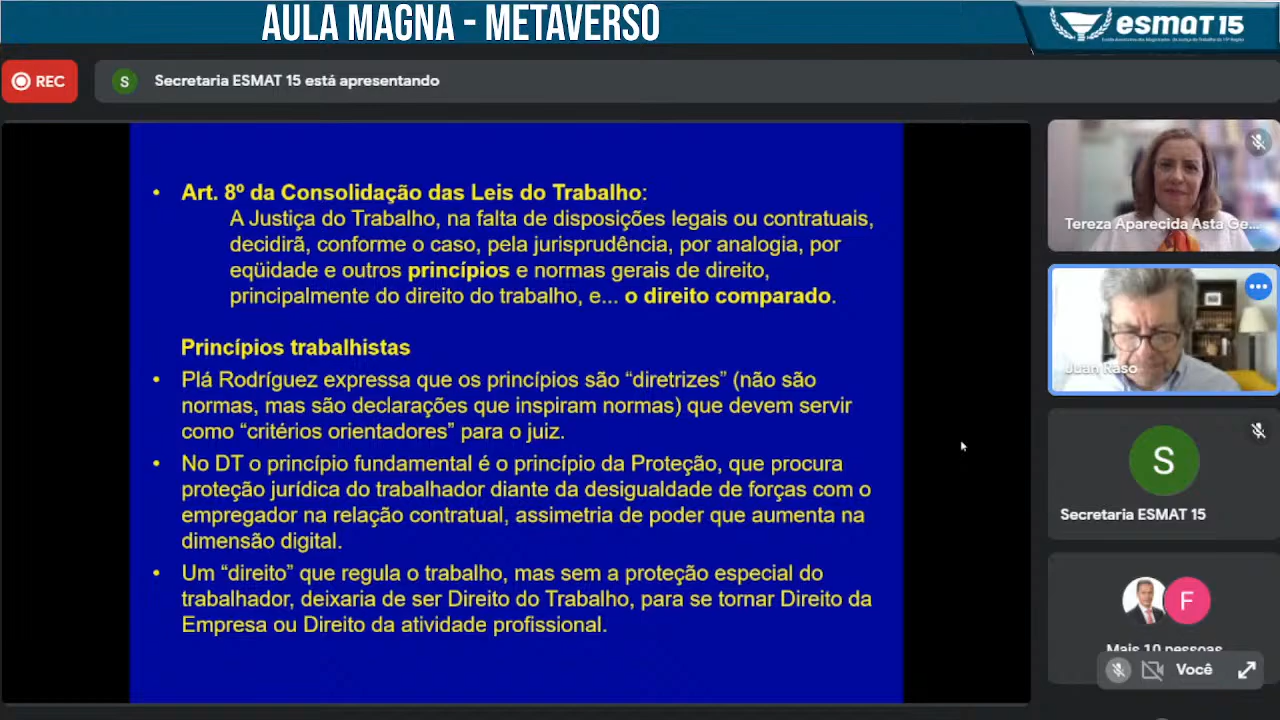 AULA MAGNA - METAVERSO
esmat 15
REC
S
Secretaria ESMAT 15 está apresentando
• Art. 8º da Consolidação das Leis do Trabalho:
A Justiça do Trabalho, na falta de disposições legais ou contratuais,
decidirã, conforme o caso, pela jurisprudência, por analogia, por
eqüidade e outros princípios e normas gerais de direito,
principalmente do direito do trabalho, e... o direito comparado.
Princípios trabalhistas
• Plá Rodríguez expressa que os princípios são “diretrizes” (não são
normas, mas são declarações que inspiram normas) que devem servir
como “critérios orientadores” para o juiz.
• No DT o princípio fundamental é o princípio da Proteção, que procura
proteção jurídica do trabalhador diante da desigualdade de forças com o
empregador na relação contratual, assimetria de poder que aumenta na
dimensão digital.
• Um “direito” que regula o trabalho, mas sem a proteção especial do
trabalhador, deixaria de ser Direito do Trabalho, para se tornar Direito da
Empresa ou Direito da atividade profissional.
Tereza Aparecida Asta Ge...
Juan Raso
S
Secretaria ESMAT 15
F
Mais 10 pessoas
Você